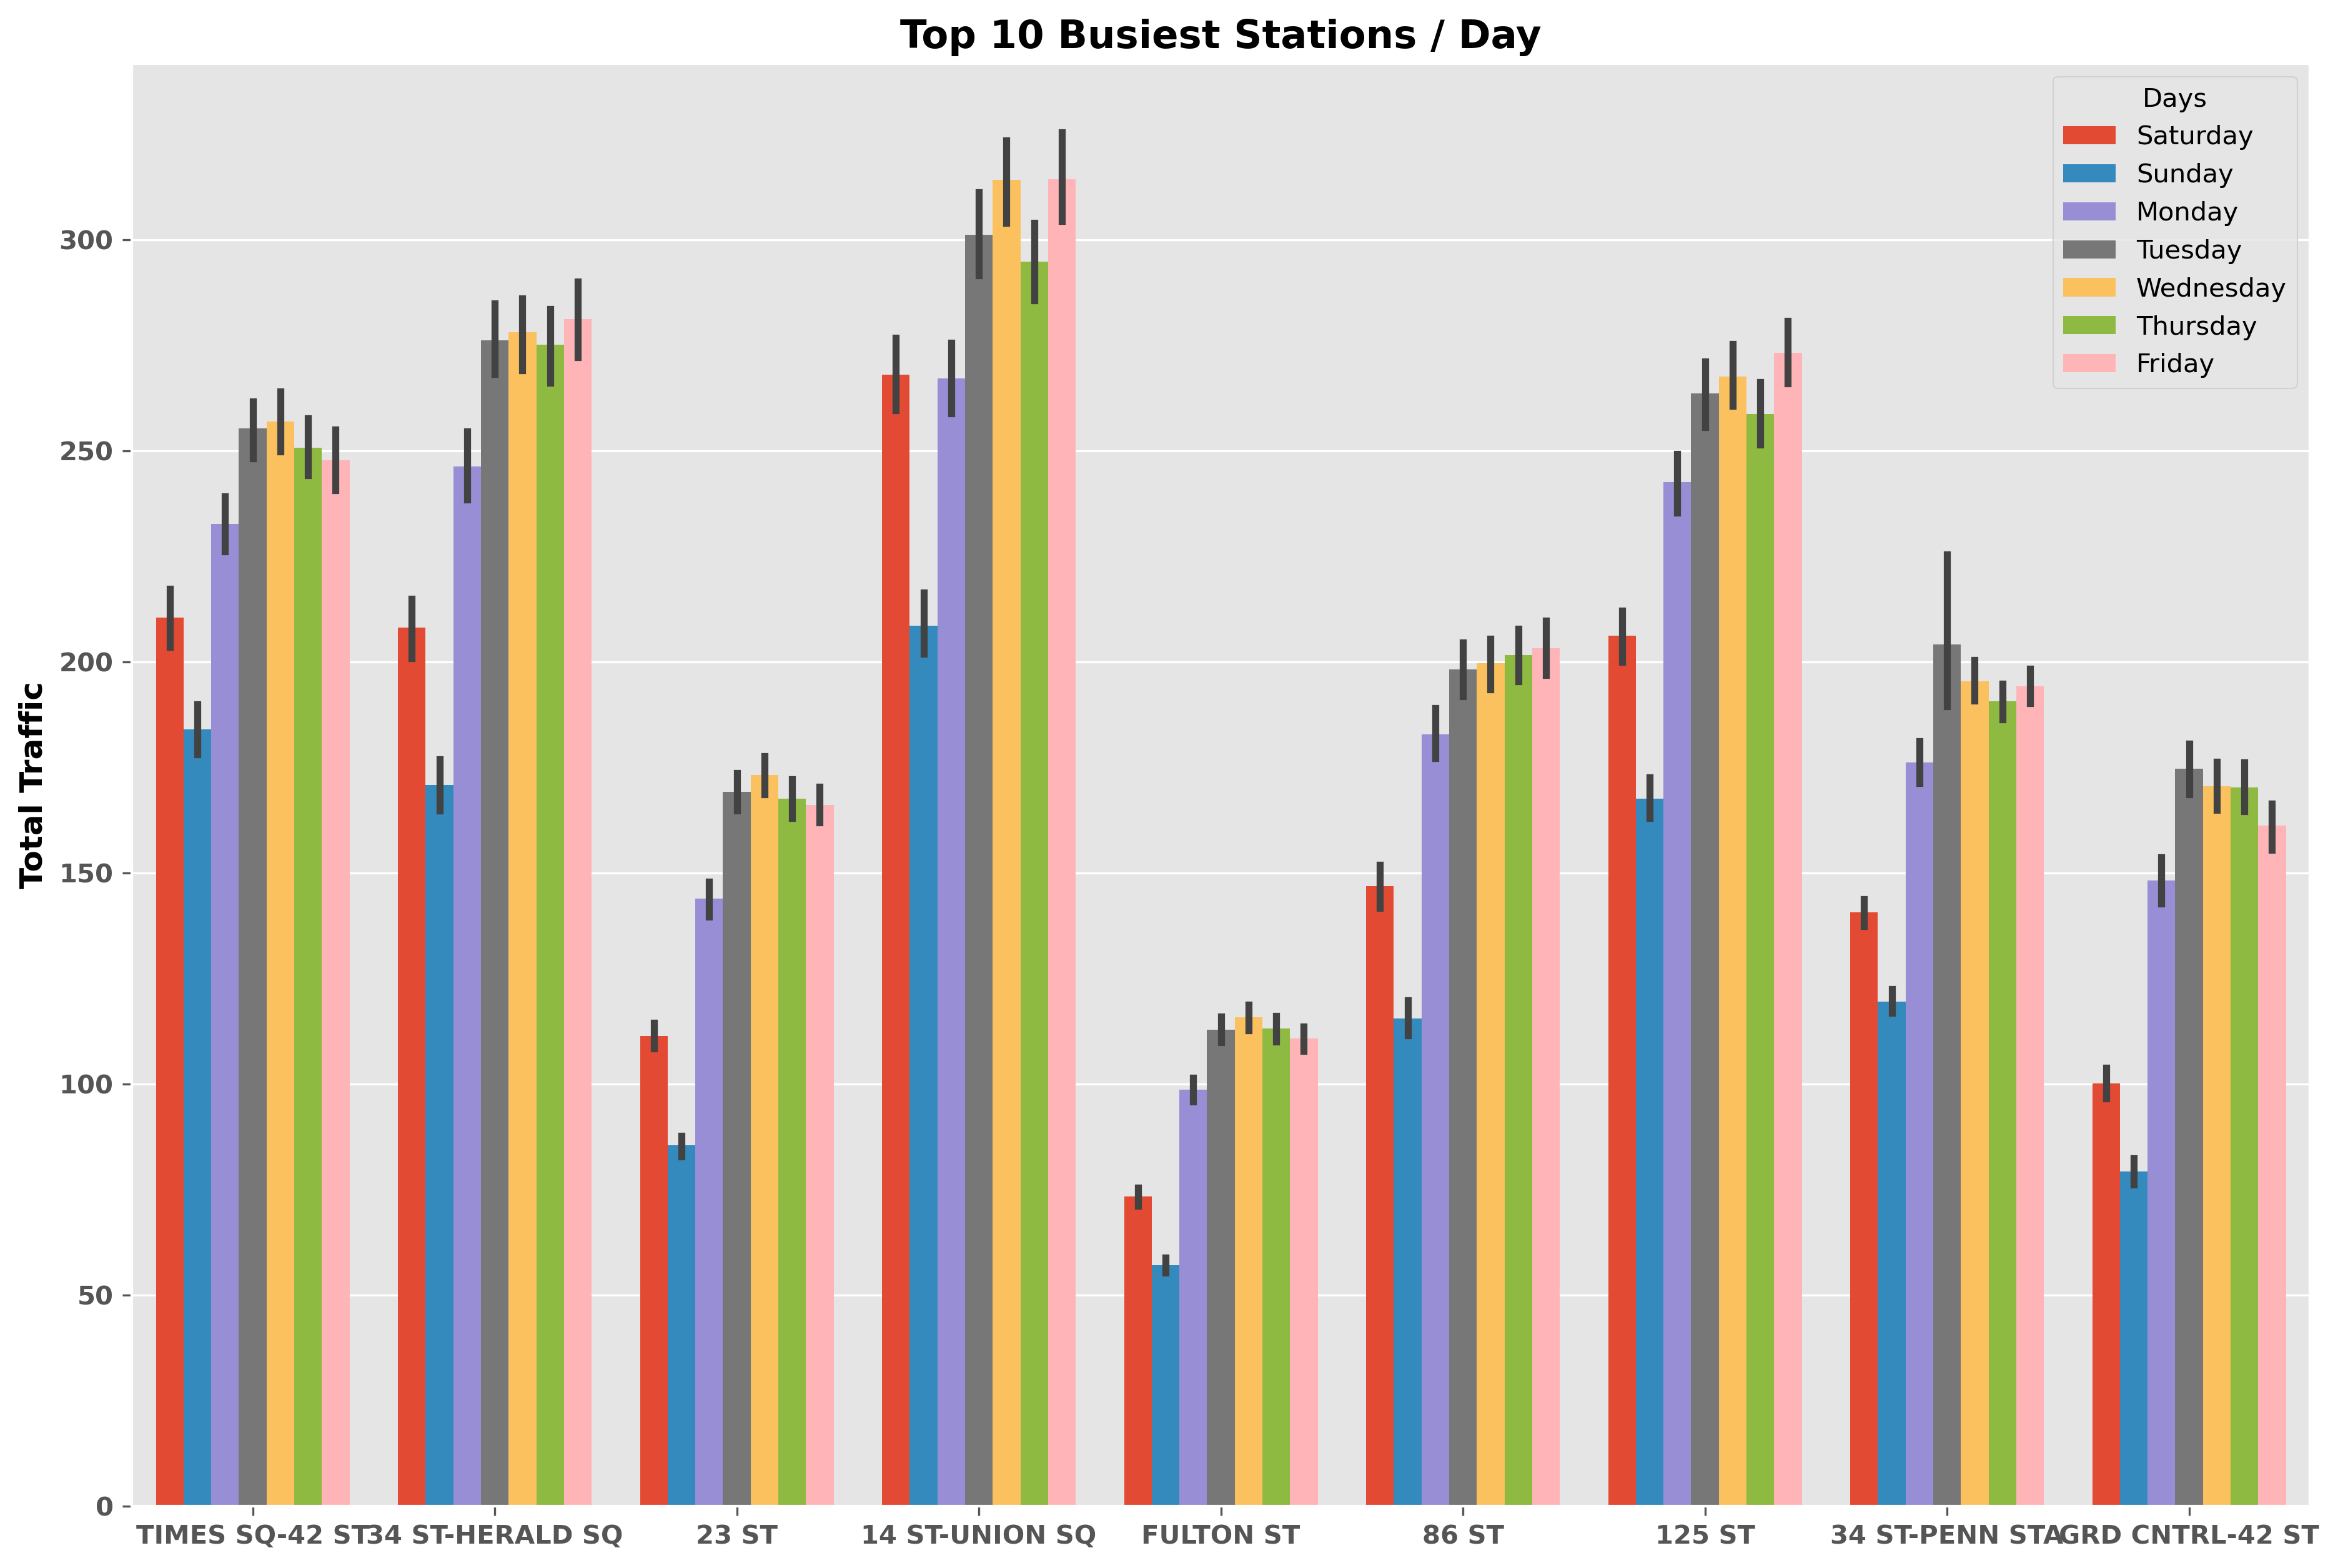 Top 10 Busiest Stations / Day
Days
Saturday
Sunday
Monday
Tuesday
Wednesday
Thursday
Friday
Total Traffic
300
250
200
150
100
50
0
TIMES SQ-42 ST
34 ST-HERALD SQ
23 ST
14 ST-UNION SQ
FULTON ST
86 ST
125 ST
34 ST-PENN STA
GRD CNTRL-42 ST